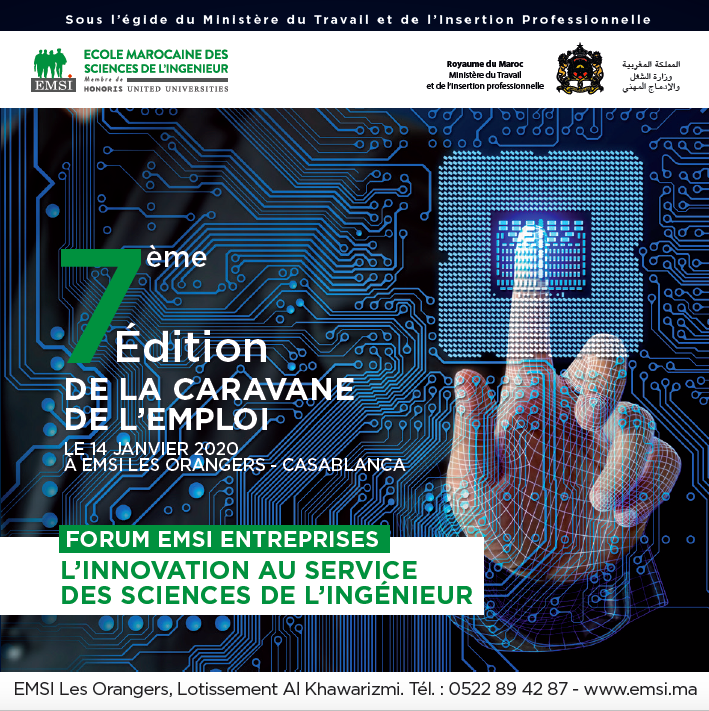 Sous l'égide du Ministère du Travail et de l'Insertion Professionnelle
EMSI
ECOLE MAROCAINE DES
SCIENCES DE L'INGENIEUR
Membre de
HONORIS UNITED UNIVERSITIES
Royaume du Maroc
Ministère du Travail
et de l'Insertion professionnelle
المملكة المغربية
وزارة الشغل
والإدماج المهني
7ème
Édition
DE LA CARAVANE
DE L'EMPLOI
LE 14 JANVIER 2020
À EMSI LES ORANGERS - CASABLANCA
FORUM EMSI ENTREPRISES
L'INNOVATION AU SERVICE
DES SCIENCES DE L'INGÉNIEUR
EMSI Les Orangers, Lotissement Al Khawarizmi. Tél. : 0522 89 42 87 - www.emsi.ma